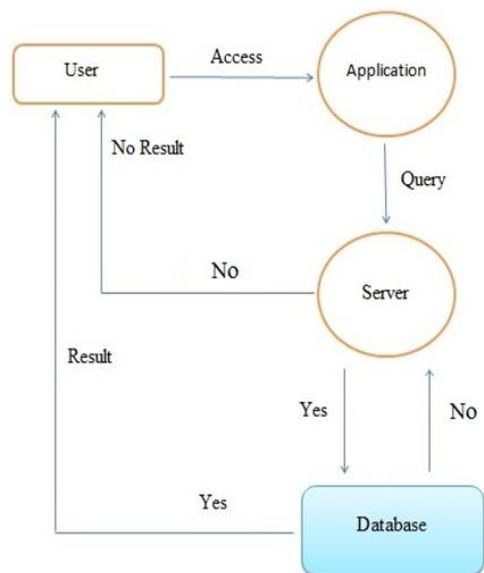 User
Access
Application
No Result
Query
No
Server
Result
Yes
No
Yes
Database